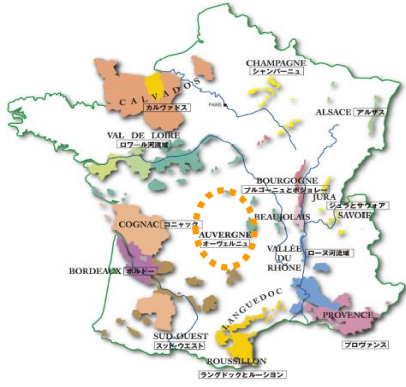 CHAMPAGNE
シャンパーニュ
CALVADOS
カルヴァドス
PARIS
ALSACE アルザス
VAL DE LOIRE
ロワール河流域
BOURGOGNE
ブルゴーニュとボジョレー
JURA
ジュラとサヴォア
SAVOIE
COGNAC コニャック
BEAUJOLAIS
AUVERGNE
オーヴェルニュ
VALLÉE
DU
RHÔNE
ローヌ河流域
BORDEAUX ボルドー
LANGUEDOC
PROVENCE
プロヴァンス
SUD OUEST
スッド・ウエスト
ROUSSILLON
ラングドックとルーション